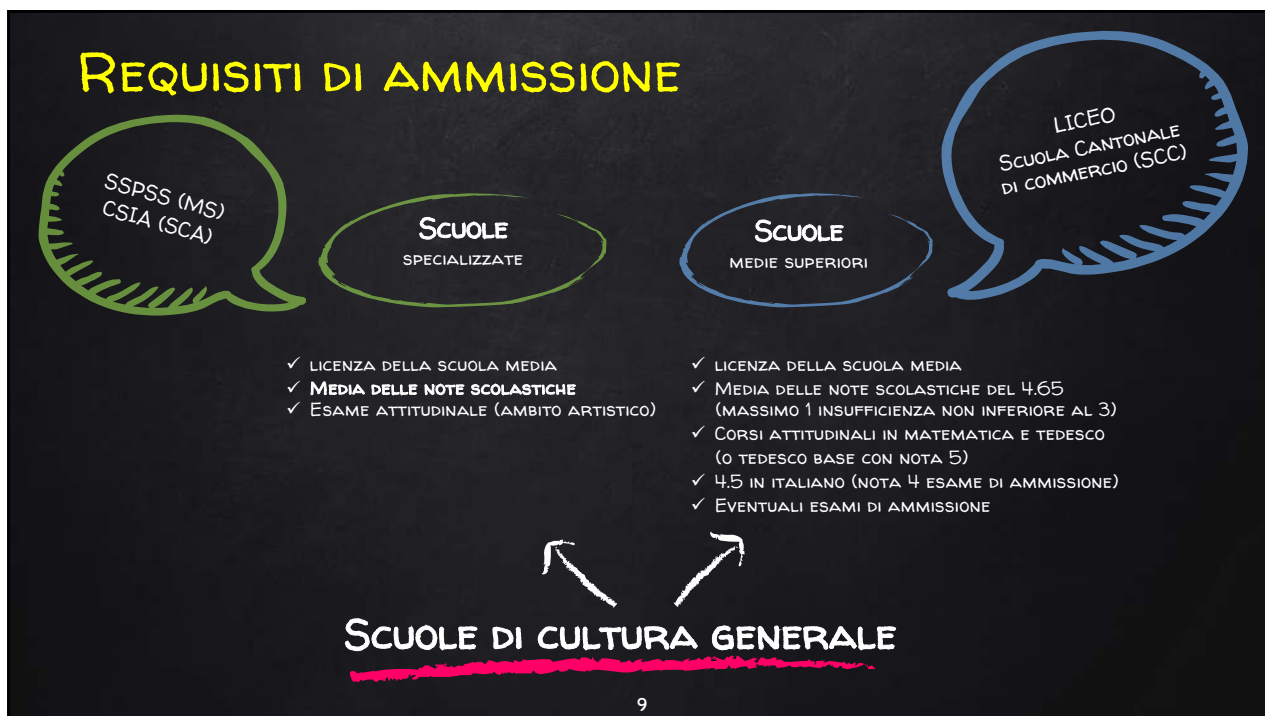 Requisiti di ammissione
SSPSS (MS)
CSIA (SCA)
Scuole
specializzate
Scuole
medie superiori
LICEO
Scuola Cantonale
di commercio (SCC)
✓ licenza della scuola media
✓ Media delle note scolastiche
✓ Esame attitudinale (ambito artistico)
✓ licenza della scuola media
✓ Media delle note scolastiche del 4.65
(massimo 1 insufficienza non inferiore al 3)
✓ Corsi attitudinali in matematica e tedesco
(o tedesco base con nota 5)
✓ 4.5 in italiano (nota 4 esame di ammissione)
✓ Eventuali esami di ammissione
Scuole di cultura generale
9